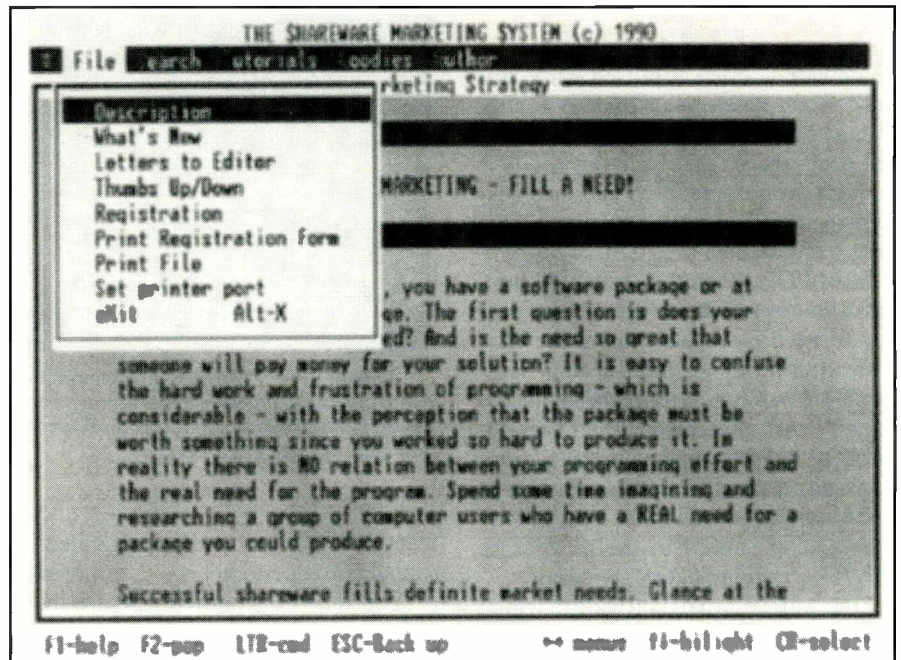 THE $HAREWARE MARKETING $YSTEM (c) 1990
File earch utorials oodies uthor
rketing Strategy
Description
What's New
Letters to Editor
Thumbs Up/Down
Registration
Print Registration form
Print File
Set printer port
eXit Alt-X
MARKETING - FILL A NEED!
, you have a software package or at
ge. The first question is does your
ed? And is the need so great that
someone will pay money for your solution? It is easy to confuse
the hard work and frustration of programming - which is
considerable - with the perception that the package must be
worth something since you worked so hard to produce it. In
reality there is NO relation between your programming effort and
the real need for the program. Spend some time imagining and
researching a group of computer users who have a REAL need for a
package you could produce.
Successful shareware fills definite market needs. Glance at the
F1-help F2-pop LTR-cmd ESC-Back up ↔ menus ↑↓-hilight CR-select